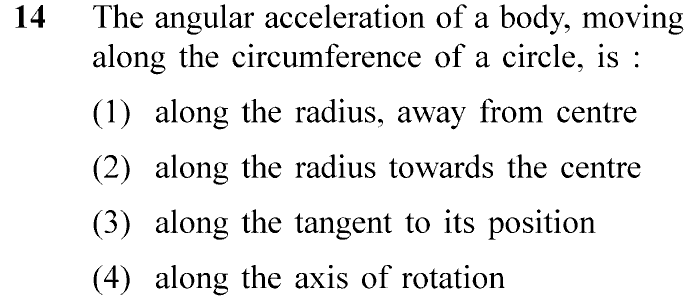 14 The angular acceleration of a body, moving
along the circumference of a circle, is :
(1) along the radius, away from centre
(2) along the radius towards the centre
(3) along the tangent to its position
(4) along the axis of rotation